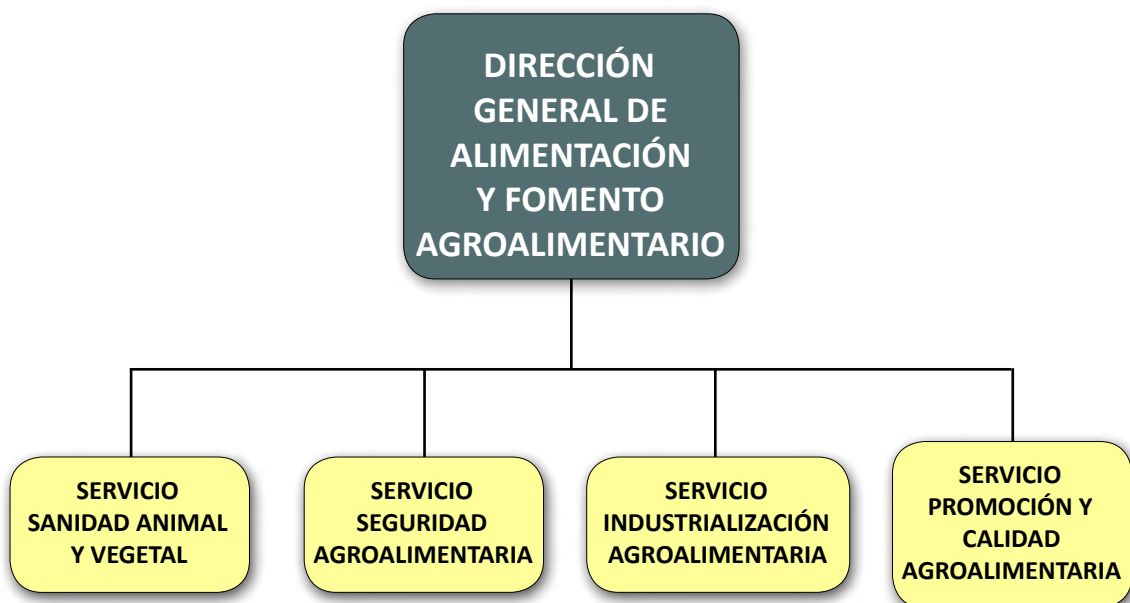 DIRECCIÓN
GENERAL DE
ALIMENTACIÓN
Y FOMENTO
AGROALIMENTARIO
SERVICIO
SANIDAD ANIMAL
Y VEGETAL
SERVICIO
SEGURIDAD
AGROALIMENTARIA
SERVICIO
INDUSTRIALIZACIÓN
AGROALIMENTARIA
SERVICIO
PROMOCIÓN Y
CALIDAD
AGROALIMENTARIA